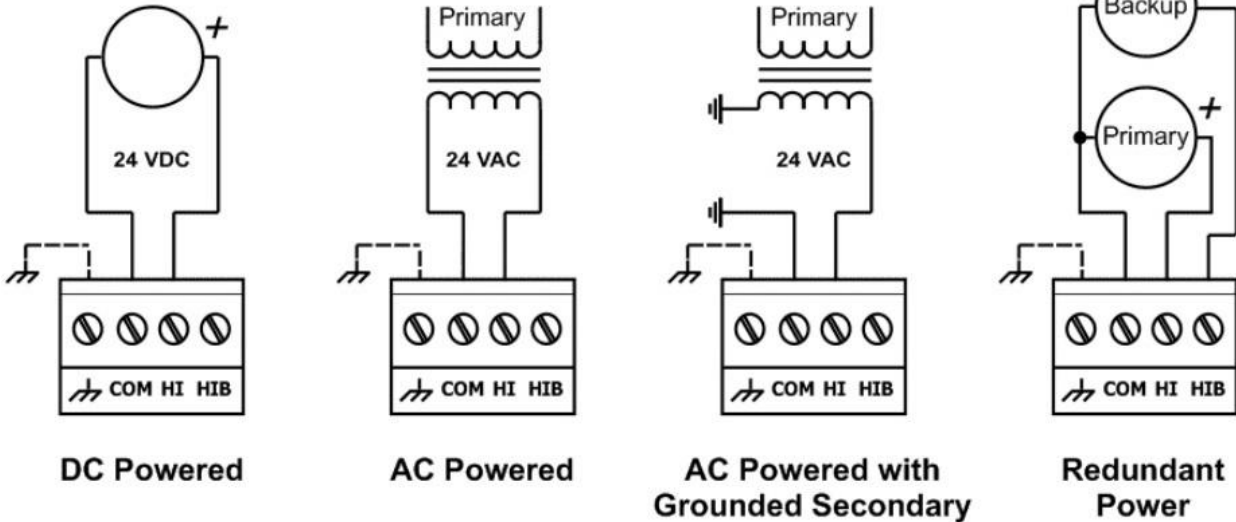 Primary
Primary
Backup
+
+
Primary
24 VDC
24 VAC
24 VAC
COM HI HIB
COM HI HIB
COM HI HIB
COM HI HIB
DC Powered
AC Powered
AC Powered with
Grounded Secondary
Redundant
Power